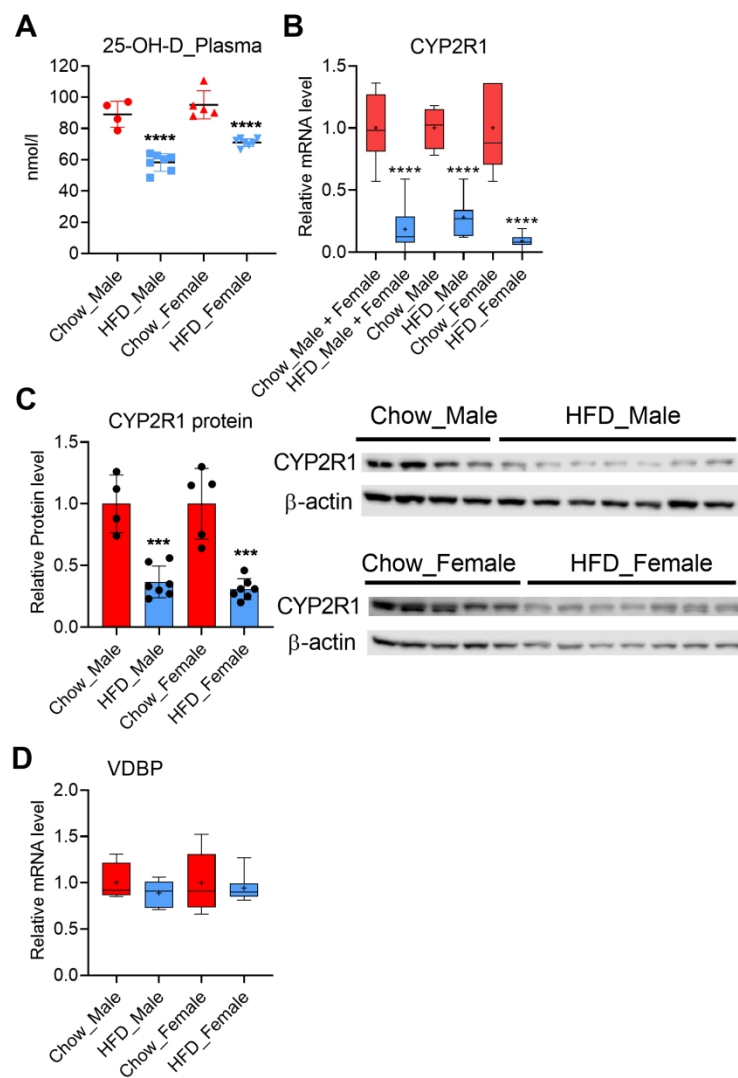 A
25-OH-D_Plasma
nmol/l
120
100
80
60
40
20
0
****
****
Chow_Male
HFD_Male
Chow_Female
HFD_Female
B
CYP2R1
Relative mRNA level
1.5
1.0
0.5
0.0
****
****
****
Chow_Male + Female
HFD_Male + Female
Chow_Male
HFD_Male
Chow_Female
HFD_Female
C
CYP2R1 protein
Relative Protein level
1.5
1.0
0.5
0.0
***
***
Chow_Male
HFD_Male
Chow_Female
HFD_Female
Chow_Male HFD_Male
CYP2R1
β-actin
Chow_Female HFD_Female
CYP2R1
β-actin
D
VDBP
Relative mRNA level
2.0
1.5
1.0
0.5
0.0
Chow_Male
HFD_Male
Chow_Female
HFD_Female